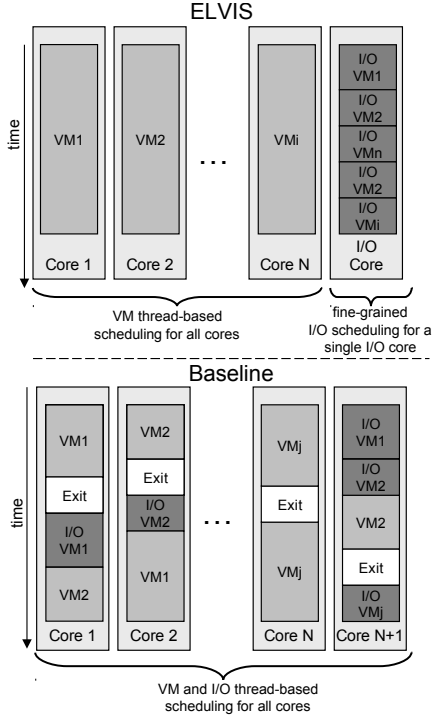 ELVIS
time
VM1
VM2
...
VMi
I/O
VM1
I/O
VM2
I/O
VMn
I/O
VM2
I/O
VMi
I/O
Core 1
Core 2
Core N
Core
VM thread-based
scheduling for all cores
fine-grained
I/O scheduling for a
single I/O core
Baseline
time
VM1
Exit
I/O
VM1
VM2
Core 1
VM2
Exit
I/O
VM2
VM1
Core 2
...
VMj
Exit
VMj
Core N
I/O
VM1
I/O
VM2
VM2
Exit
I/O
VMj
Core N+1
VM and I/O thread-based
scheduling for all cores